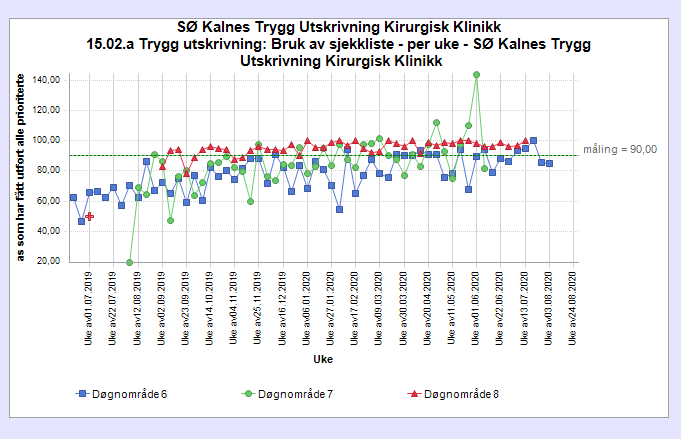 SØ Kalnes Trygg Utskrivning Kirurgisk Klinikk
15.02.a Trygg utskrivning: Bruk av sjekkliste - per uke - SØ Kalnes Trygg
Utskrivning Kirurgisk Klinikk
as som har fått utført alle prioriterte
140,00
120,00
100,00
80,00
60,00
40,00
20,00
måling = 90,00
Uke av01.07.2019
Uke av22.07.2019
Uke av12.08.2019
Uke av02.09.2019
Uke av23.09.2019
Uke av14.10.2019
Uke av04.11.2019
Uke av25.11.2019
Uke av16.12.2019
Uke av06.01.2020
Uke av27.01.2020
Uke av17.02.2020
Uke av09.03.2020
Uke av30.03.2020
Uke av20.04.2020
Uke av11.05.2020
Uke av01.06.2020
Uke av22.06.2020
Uke av13.07.2020
Uke av03.08.2020
Uke av24.08.2020
Uke
Døgnområde 6
Døgnområde 7
Døgnområde 8